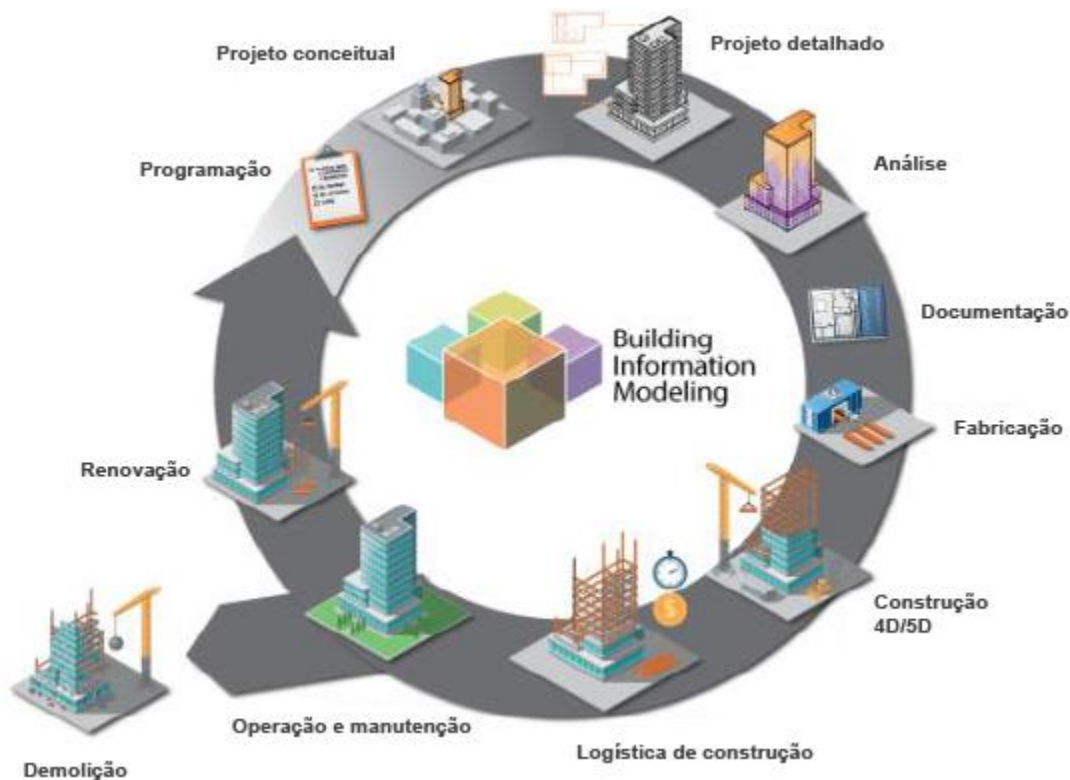 Projeto conceitual
Projeto detalhado
Programação
Análise
Documentação
Building
Information
Modeling
Fabricação
Renovação
Construção
4D/5D
Operação e manutenção
Logística de construção
Demolição